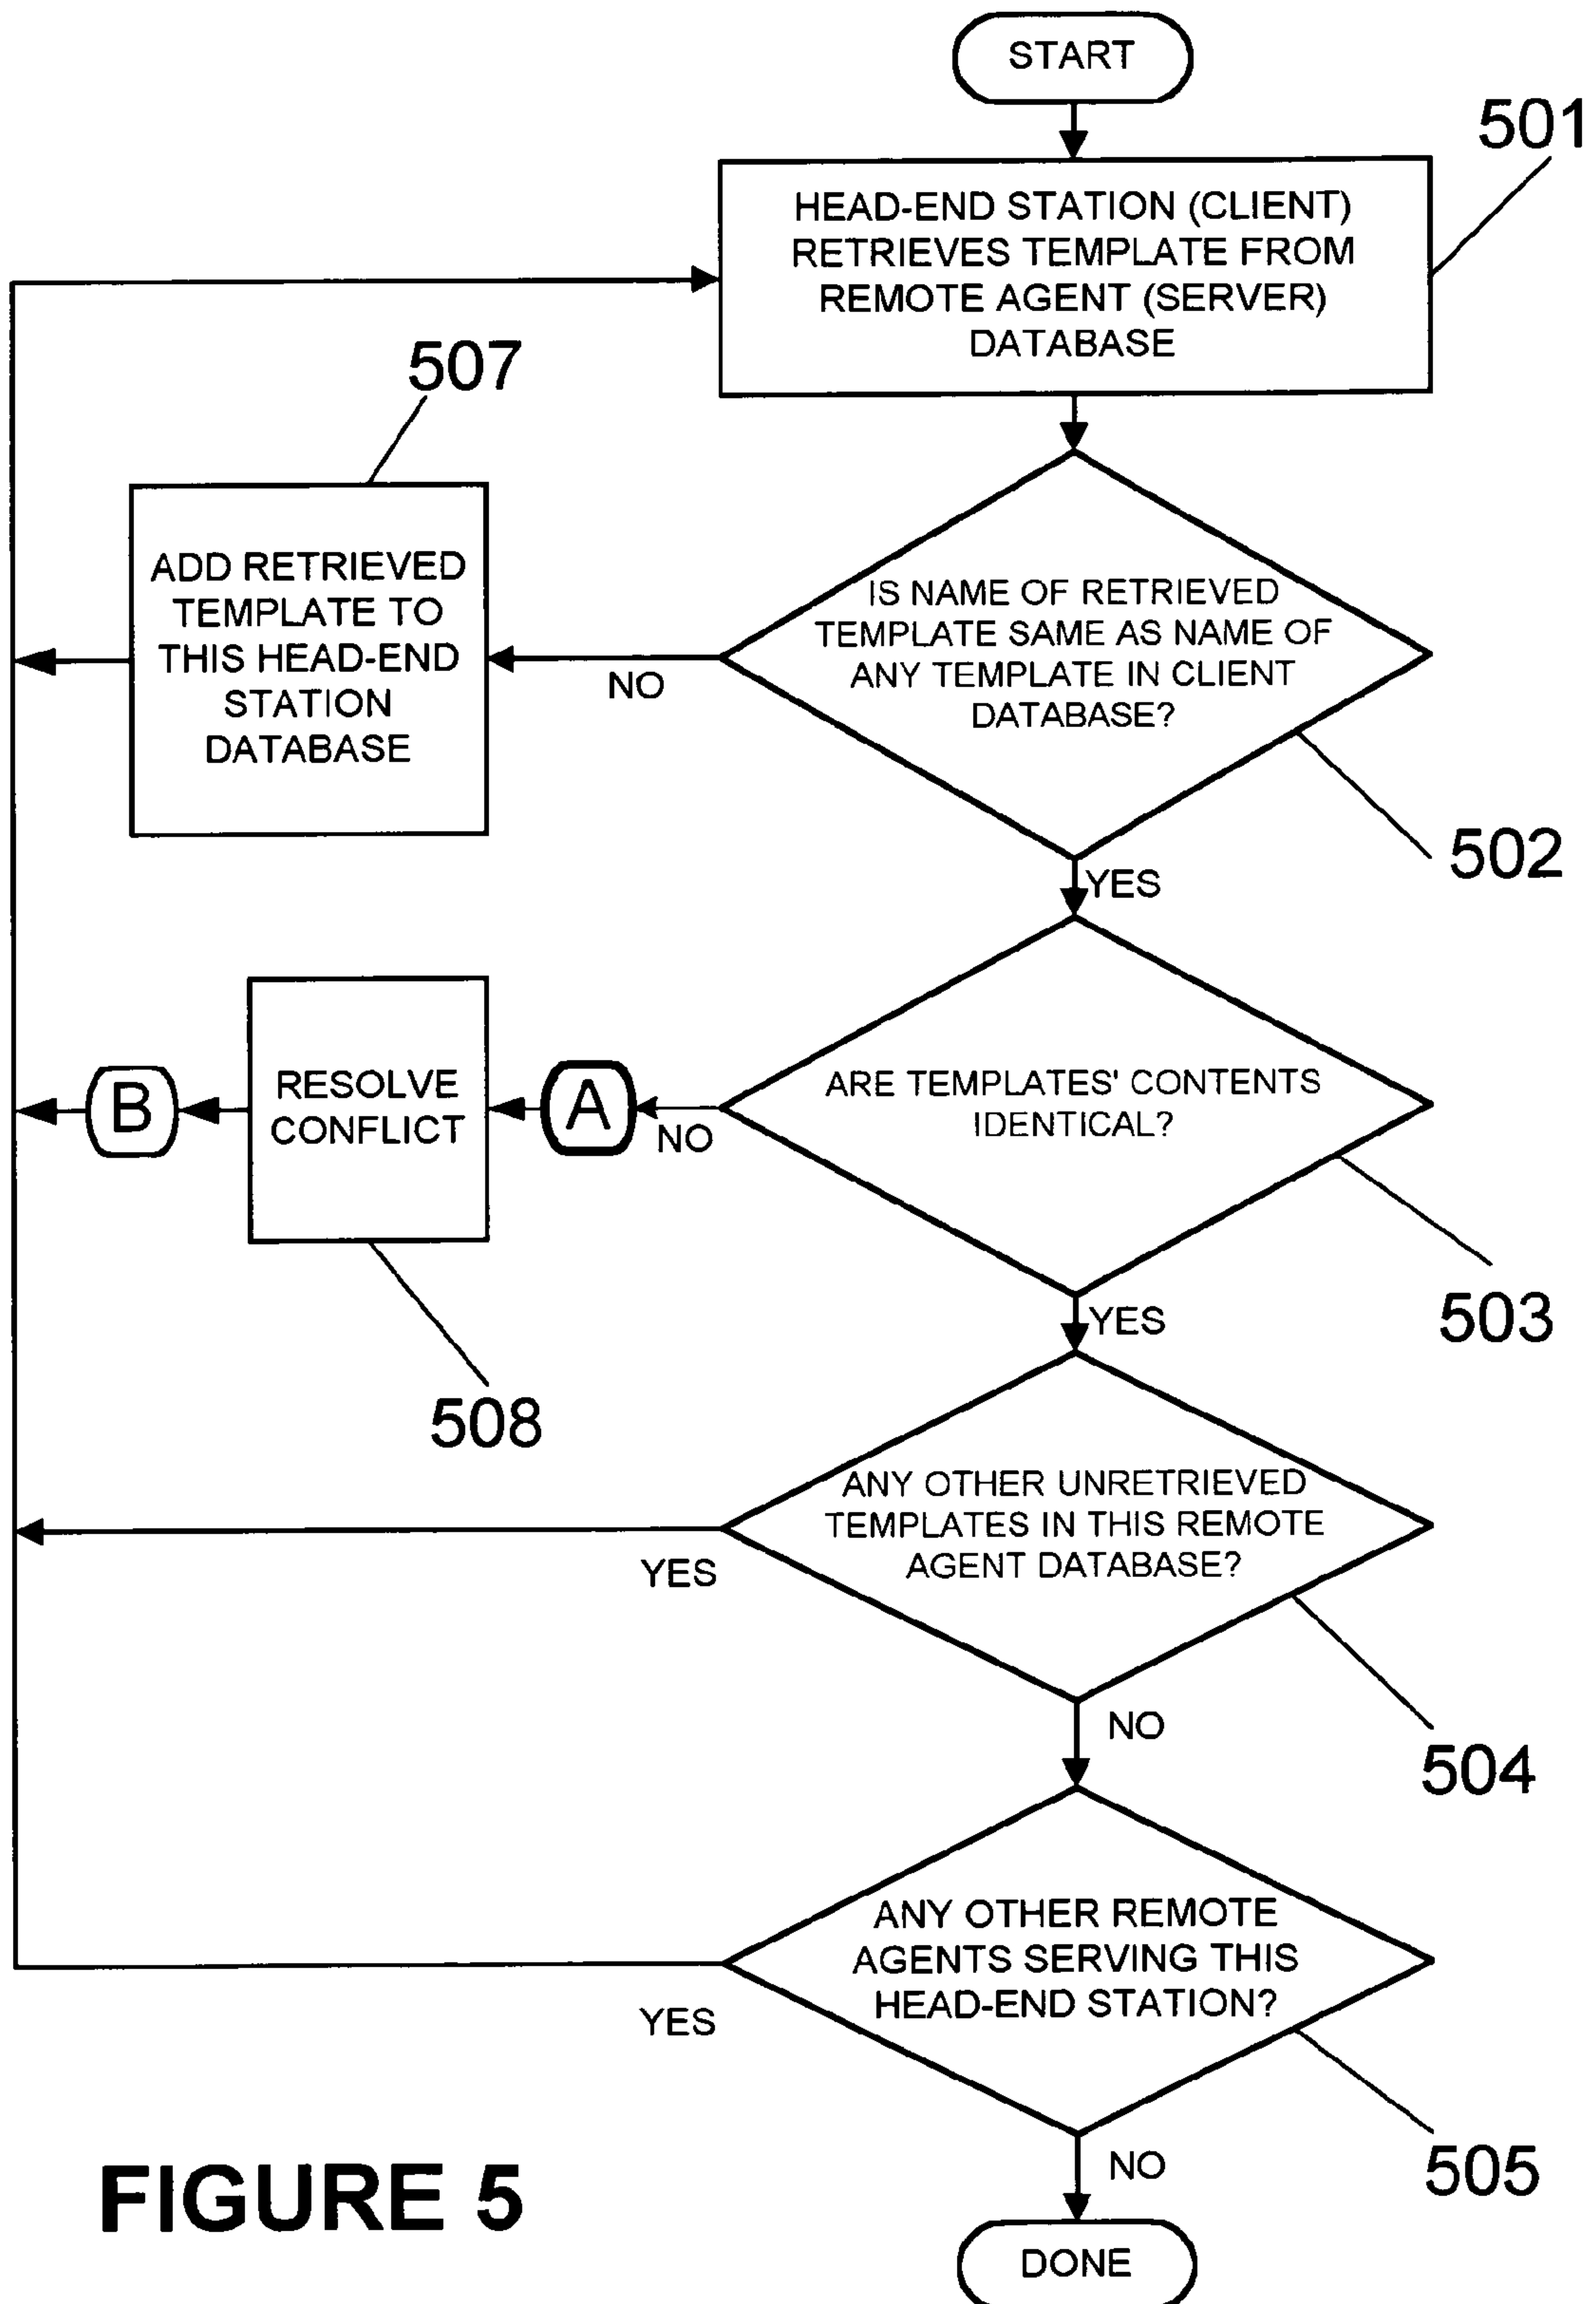 START
501
HEAD-END STATION (CLIENT)
RETRIEVES TEMPLATE FROM
REMOTE AGENT (SERVER)
DATABASE
507
ADD RETRIEVED
TEMPLATE TO
THIS HEAD-END
STATION
DATABASE
NO
IS NAME OF RETRIEVED
TEMPLATE SAME AS NAME OF
ANY TEMPLATE IN CLIENT
DATABASE?
502
YES
B
RESOLVE
CONFLICT
A
NO
ARE TEMPLATES' CONTENTS
IDENTICAL?
503
YES
508
ANY OTHER UNRETRIEVED
TEMPLATES IN THIS REMOTE
AGENT DATABASE?
YES
NO
504
ANY OTHER REMOTE
AGENTS SERVING THIS
HEAD-END STATION?
YES
NO
505
FIGURE 5
DONE